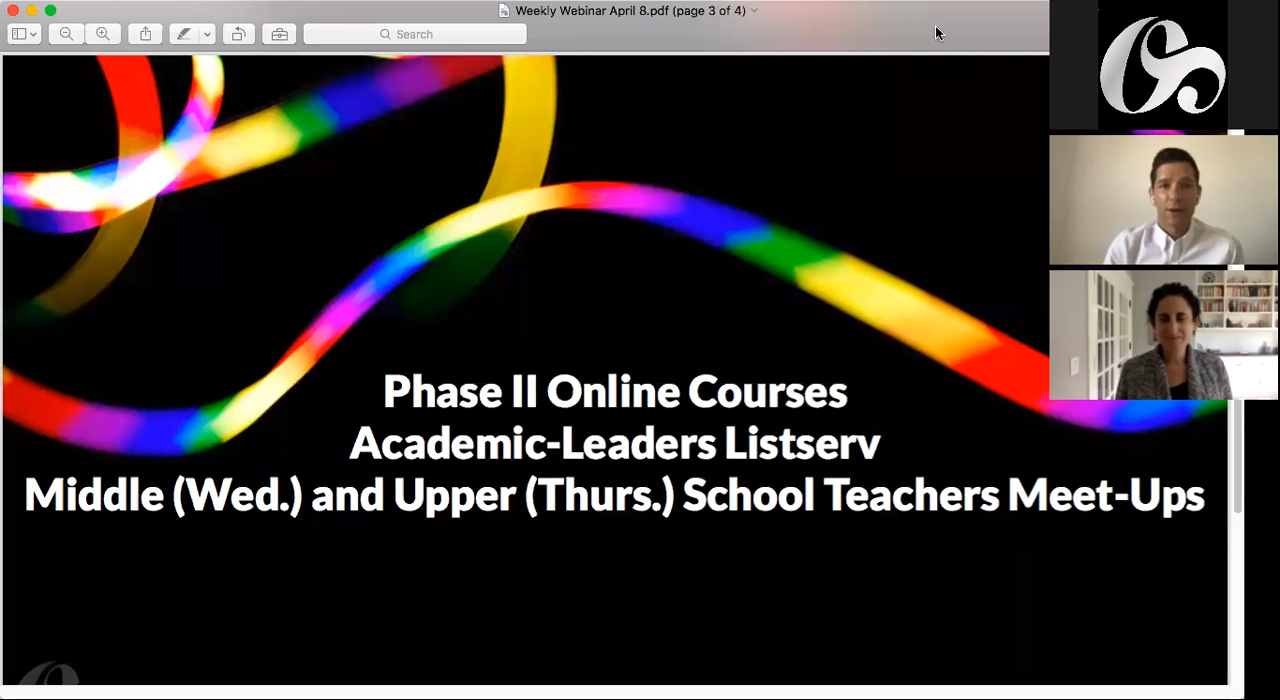 Weekly Webinar April 8.pdf (page 3 of 4)
Search
Phase II Online Courses
Academic-Leaders Listserv
Middle (Wed.) and Upper (Thurs.) School Teachers Meet-Ups